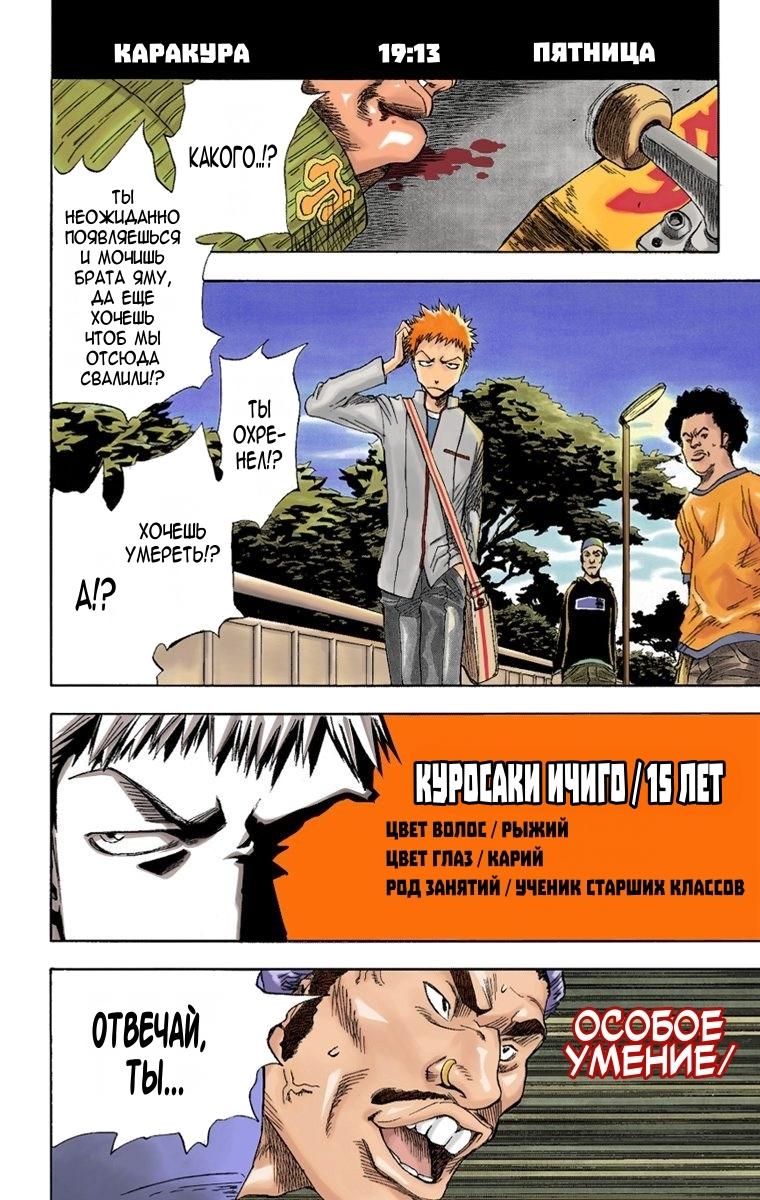 КАРАКУРА 19:13 ПЯТНИЦА
КАКОГО...!?
ТЫ
НЕОЖИДАННО
ПОЯВЛЯЕШЬСЯ
И МОЧИШЬ
БРАТА ЯМУ,
ДА ЕЩЕ
ХОЧЕШЬ
ЧТОБ МЫ
ОТСЮДА
СВАЛИЛИ!?
ТЫ
ОХРЕ-
НЕЛ!?
ХОЧЕШЬ
УМЕРЕТЬ!?
А!?
КУРОСАКИ ИЧИГО / 15 ЛЕТ
ЦВЕТ ВОЛОС / РЫЖИЙ
ЦВЕТ ГЛАЗ / КАРИЙ
РОД ЗАНЯТИЙ / УЧЕНИК СТАРШИХ КЛАССОВ
ОТВЕЧАЙ,
ТЫ...
ОСОБОЕ
УМЕНИЕ/